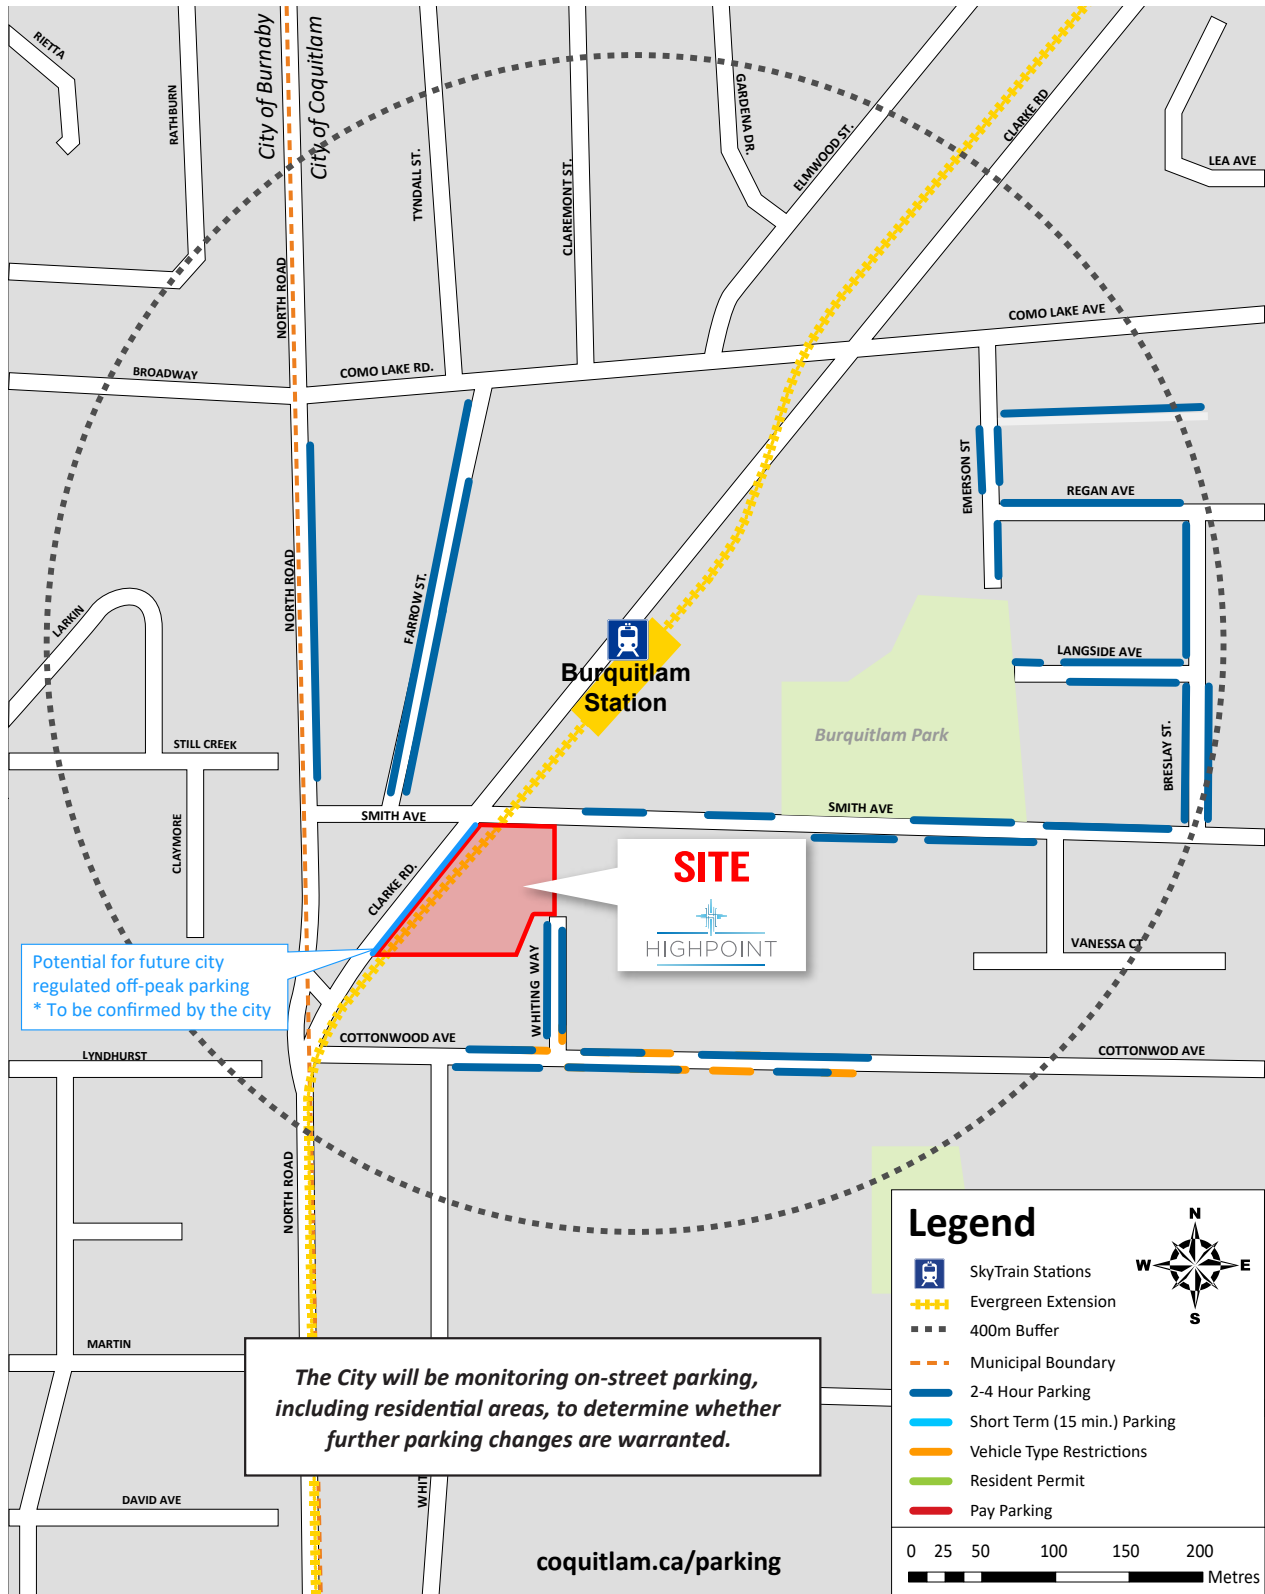 RIETTA
RATHBURN
City of Burnaby
City of Coquitlam
TYNDALL ST.
CLAREMONT ST.
GARDENA DR.
ELMWOOD ST.
CLARKE RD
LEA AVE
NORTH ROAD
COMO LAKE AVE
BROADWAY
COMO LAKE RD.
EMERSON ST
REGAN AVE
NORTH ROAD
FARROW ST.
LARKIN
Burquitlam
Station
LANGSIDE AVE
Burquitlam Park
BRESLAY ST.
STILL CREEK
CLAYMORE
SMITH AVE
SMITH AVE
CLARKE RD.
SITE
HIGHPOINT
VANESSA CT
WHITING WAY
Potential for future city
regulated off-peak parking
* To be confirmed by the city
COTTONWOOD AVE
COTTONWOD AVE
LYNDHURST
NORTH ROAD
MARTIN
DAVID AVE
WHIT
The City will be monitoring on-street parking,
including residential areas, to determine whether
further parking changes are warranted.
coquitlam.ca/parking
Legend
N
W E
S
SkyTrain Stations
Evergreen Extension
400m Buffer
Municipal Boundary
2-4 Hour Parking
Short Term (15 min.) Parking
Vehicle Type Restrictions
Resident Permit
Pay Parking
0 25 50 100 150 200
Metres